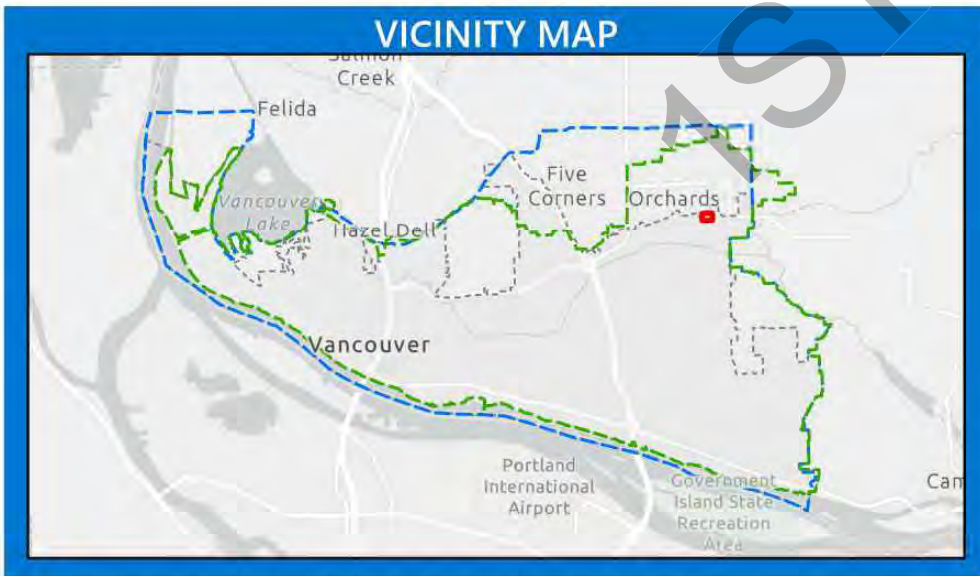 VICINITY MAP
Salmon
Creek
Felida
Vancouver
Lake
Hazel Dell
Five
Corners
Orchards
Vancouver
Portland
International
Airport
Government
Island State
Recreation
Area